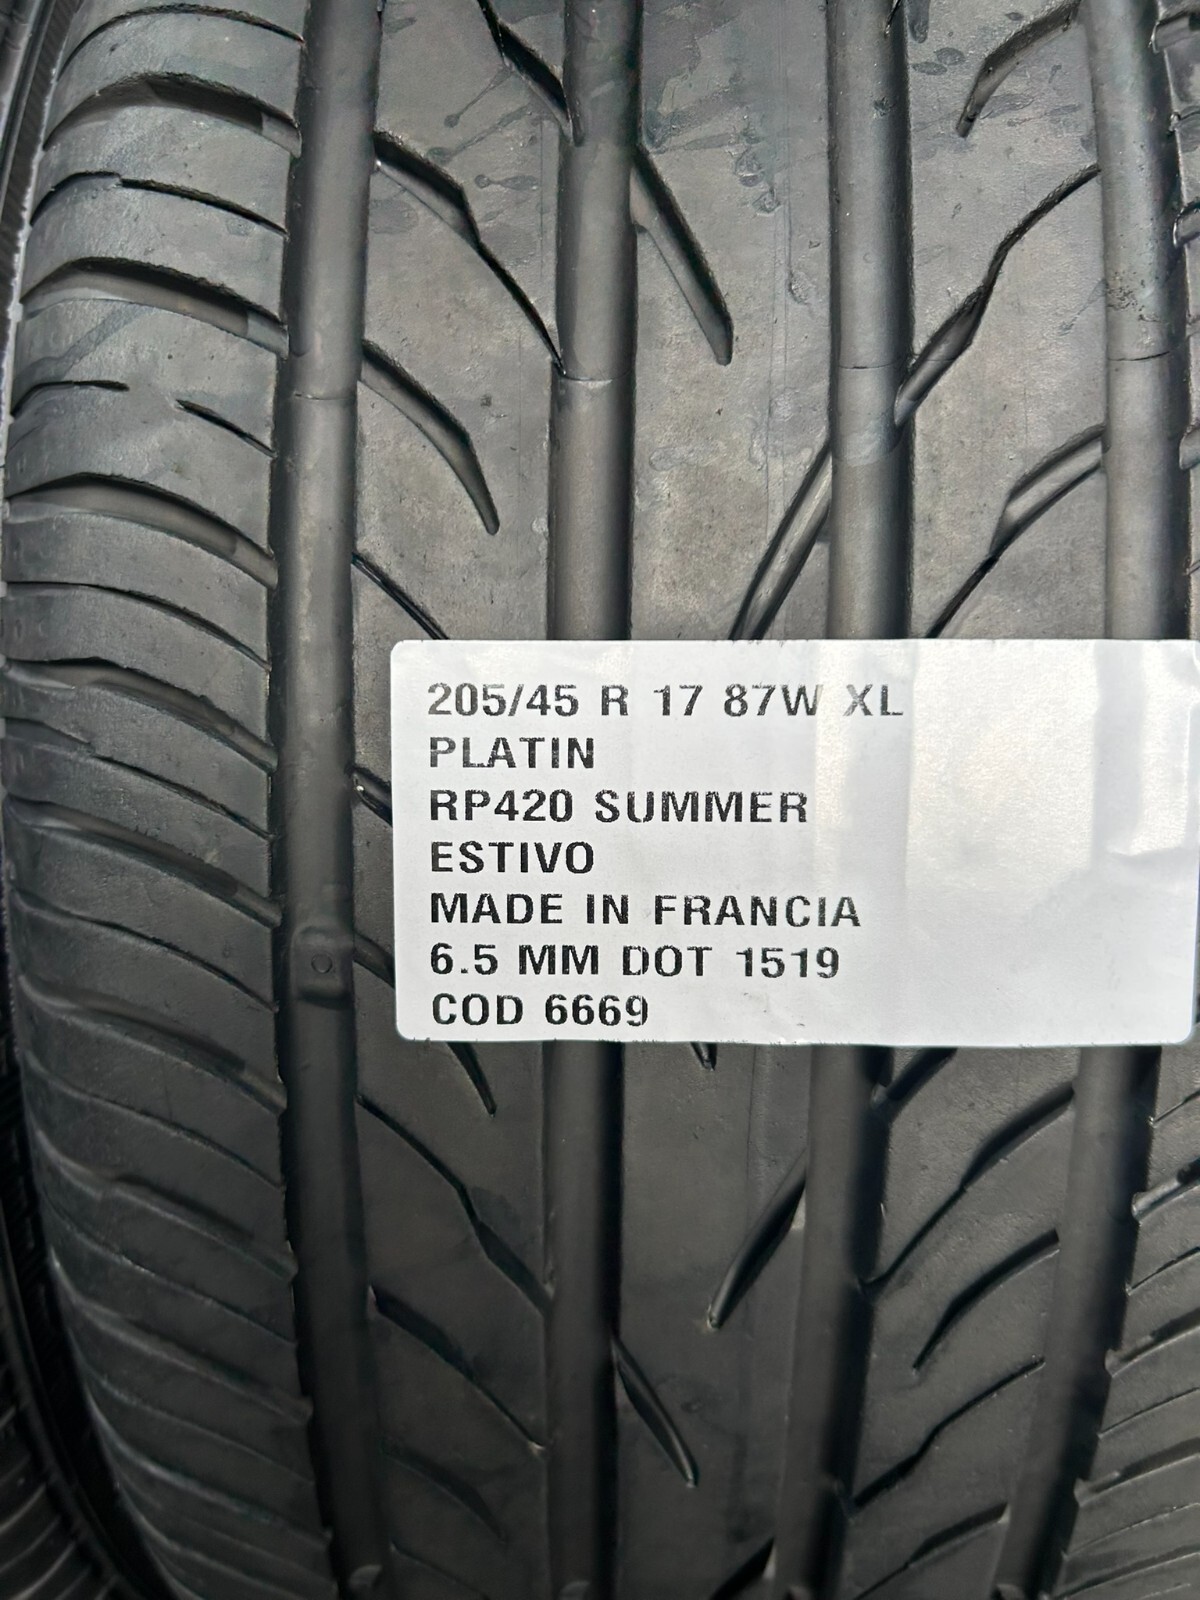 205/45 R 17 87W XL
PLATIN
RP420 SUMMER
ESTIVO
MADE IN FRANCIA
6.5 MM DOT 1519
COD 6669